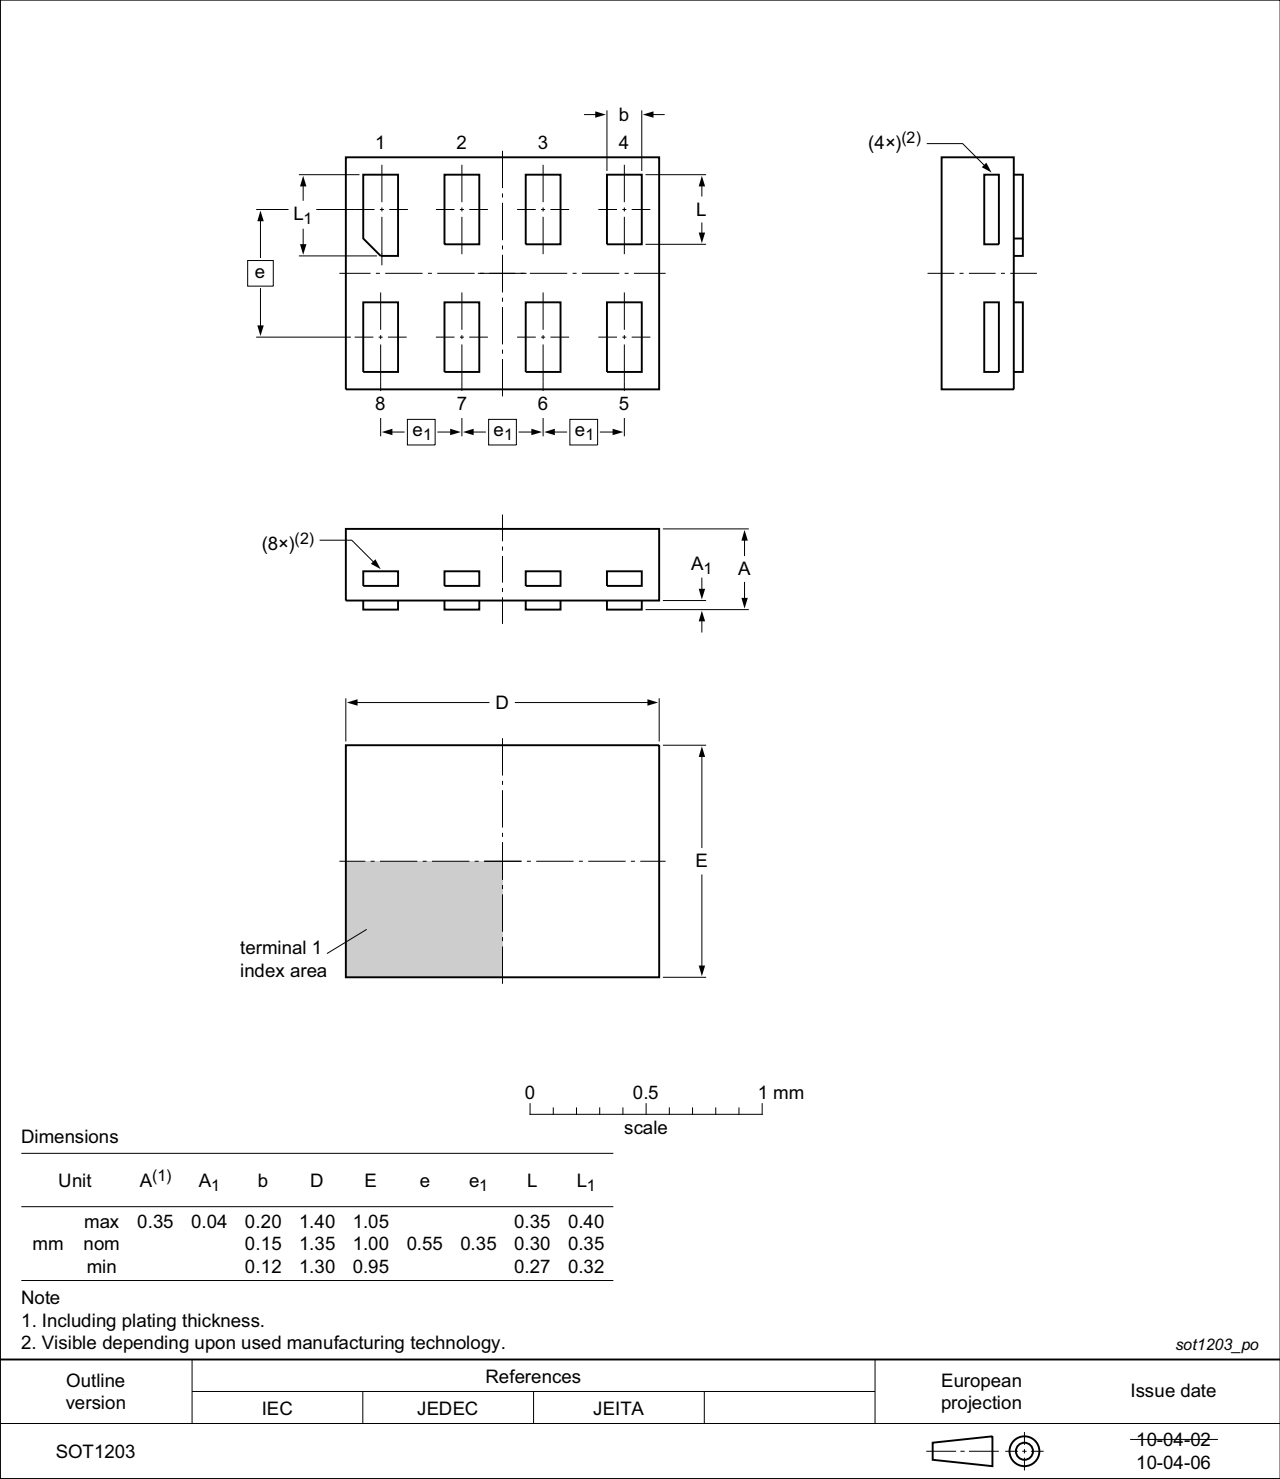 b
(4×)(2)
1 2 3 4
L1
L
e
8 7 6 5
e1 e1 e1
(8×)(2)
A1 A
D
E
terminal 1
index area
0 0.5 1 mm
scale
Dimensions
Unit A(1) A1 b D E e e1 L L1
max 0.35 0.04 0.20 1.40 1.05 0.35 0.40
mm nom 0.15 1.35 1.00 0.55 0.35 0.30 0.35
min 0.12 1.30 0.95 0.27 0.32
Note
1. Including plating thickness.
2. Visible depending upon used manufacturing technology.
sot1203_po
Outline
version
References
IEC JEDEC JEITA
European
projection
Issue date
SOT1203
10-04-02
10-04-06